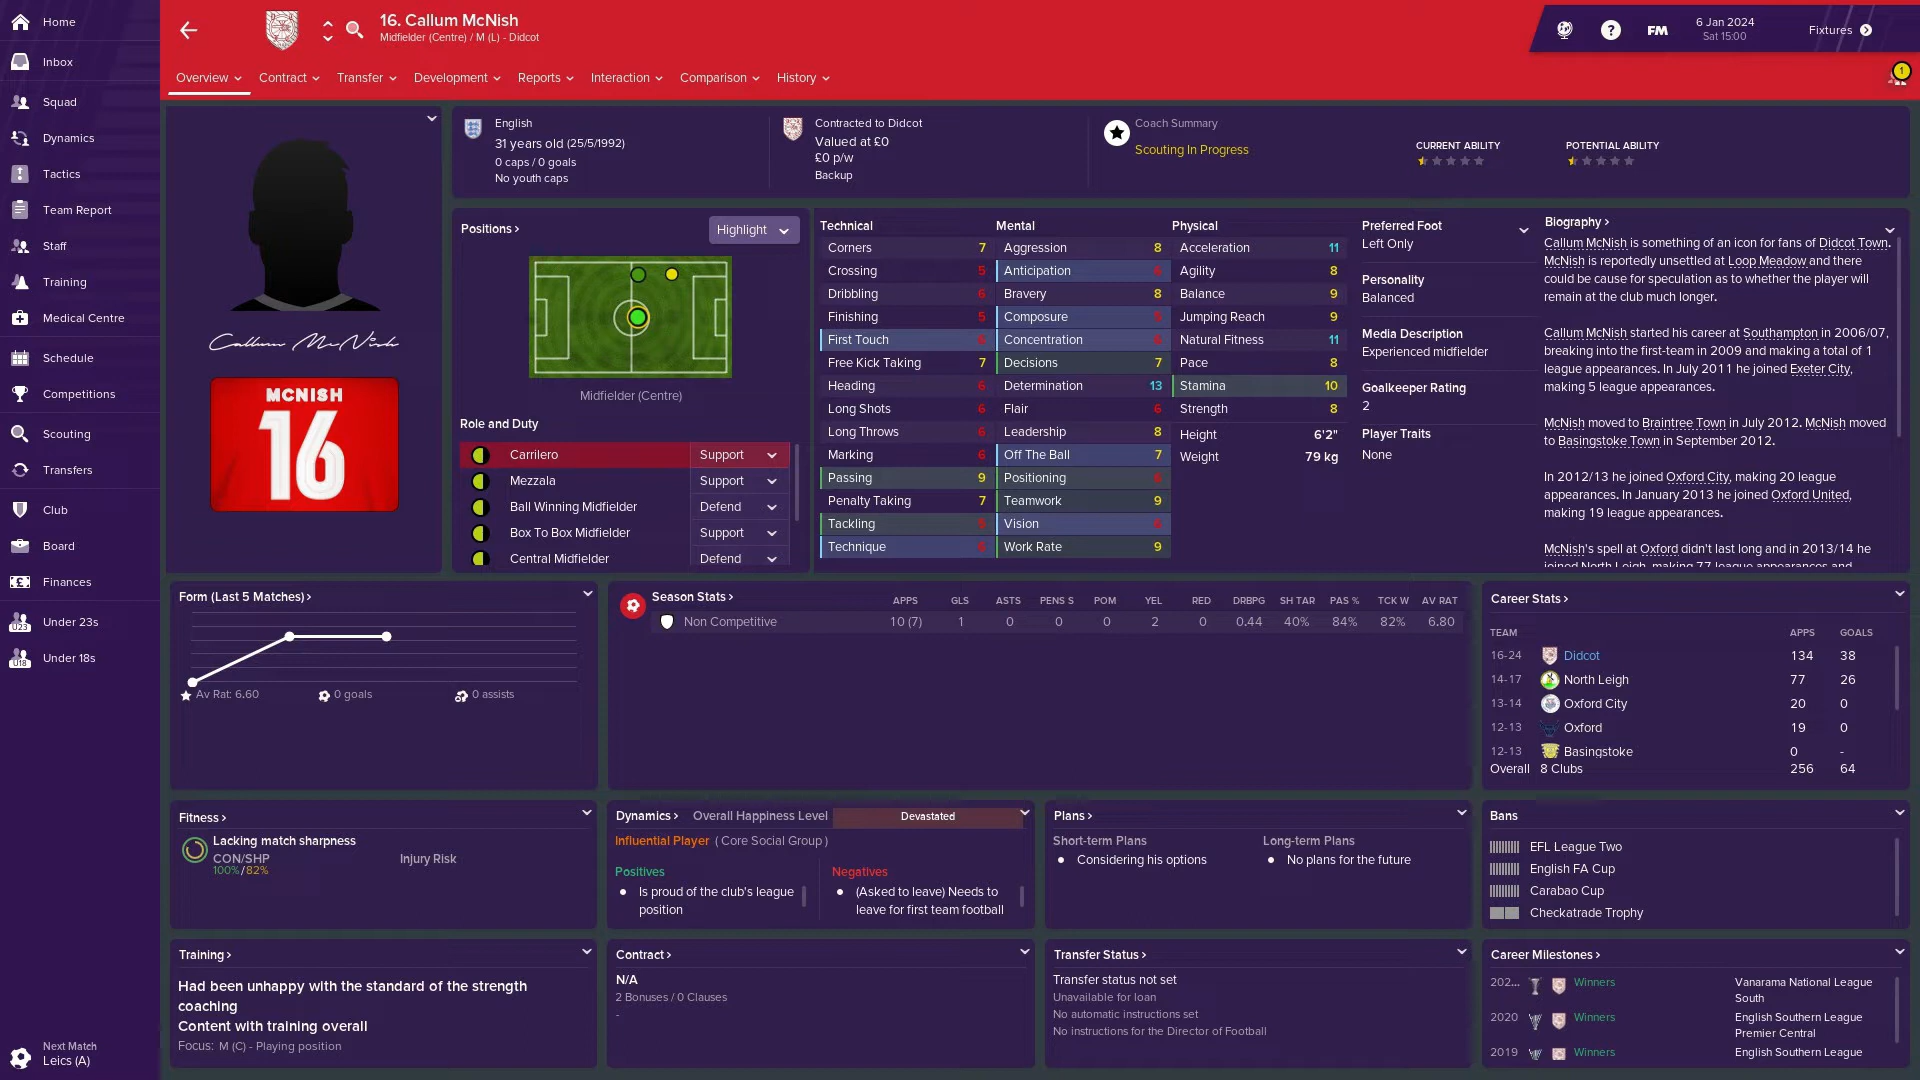 Home
Inbox
Squad
Dynamics
Tactics
Team Report
Staff
Training
Medical Centre
Schedule
Competitions
Scouting
Transfers
Club
Board
Finances
U23 Under 23s
U18 Under 18s
Next Match
Leics (A)
16. Callum McNish
Midfielder (Centre) / M (L) - Didcot
FM
6 Jan 2024
Sat 15:00
Fixtures
Overview Contract Transfer Development Reports Interaction Comparison History
1
Callum McNish
MCNISH
16
English
31 years old (25/5/1992)
0 caps / 0 goals
No youth caps
Contracted to Didcot
Valued at £0
£0 p/w
Backup
Coach Summary
Scouting In Progress
CURRENT ABILITY POTENTIAL ABILITY
Positions >
Highlight
Midfielder (Centre)
Role and Duty
Carrilero Support
Mezzala Support
Ball Winning Midfielder Defend
Box To Box Midfielder Support
Central Midfielder Defend
Technical
Corners 7
Crossing 5
Dribbling 6
Finishing 5
First Touch
Free Kick Taking 7
Heading 6
Long Shots 6
Long Throws 6
Marking 6
Passing 9
Penalty Taking 7
Tackling
Technique
Mental
Aggression 8
Anticipation
Bravery 8
Composure
Concentration
Decisions 7
Determination 13
Flair 6
Leadership 8
Off The Ball 7
Positioning
Teamwork 9
Vision
Work Rate 9
Physical
Acceleration 11
Agility 8
Balance 9
Jumping Reach 9
Natural Fitness 11
Pace 8
Stamina 10
Strength 8
Height 6'2"
Weight 79 kg
Preferred Foot
Left Only
Personality
Balanced
Media Description
Experienced midfielder
Goalkeeper Rating
2
Player Traits
None
Biography >
Callum McNish is something of an icon for fans of Didcot Town.
McNish is reportedly unsettled at Loop Meadow and there
could be cause for speculation as to whether the player will
remain at the club much longer.
Callum McNish started his career at Southampton in 2006/07,
breaking into the first-team in 2009 and making a total of 1
league appearances. In July 2011 he joined Exeter City,
making 5 league appearances.
McNish moved to Braintree Town in July 2012. McNish moved
to Basingstoke Town in September 2012.
In 2012/13 he joined Oxford City, making 20 league
appearances. In January 2013 he joined Oxford United,
making 19 league appearances.
McNish's spell at Oxford didn't last long and in 2013/14 he
joined North Leigh, making 77 league appearances and
Form (Last 5 Matches) >
Av Rat: 6.60 0 goals 0 assists
Season Stats > APPS GLS ASTS PENS S POM YEL RED DRBPG SH TAR PAS % TCK W AV RAT
Non Competitive 10 (7) 1 0 0 0 2 0 0.44 40% 84% 82% 6.80
Career Stats >
TEAM APPS GOALS
16-24 Didcot 134 38
14-17 North Leigh 77 26
13-14 Oxford City 20 0
12-13 Oxford 19 0
12-13 Basingstoke 0 -
Overall 8 Clubs 256 64
Fitness >
Lacking match sharpness
CON/SHP Injury Risk
100%/82%
Dynamics > Overall Happiness Level Devastated
Influential Player ( Core Social Group )
Positives
Is proud of the club's league
position
Negatives
(Asked to leave) Needs to
leave for first team football
Plans >
Short-term Plans
Considering his options
Long-term Plans
No plans for the future
Bans
EFL League Two
English FA Cup
Carabao Cup
Checkatrade Trophy
Training >
Had been unhappy with the standard of the strength
coaching
Content with training overall
Focus: M (C) - Playing position
Contract >
N/A
2 Bonuses / 0 Clauses
-
Transfer Status >
Transfer status not set
Unavailable for loan
No automatic instructions set
No instructions for the Director of Football
Career Milestones >
202... Winners Vanarama National League
South
2020 Winners English Southern League
Premier Central
2019 Winners English Southern League